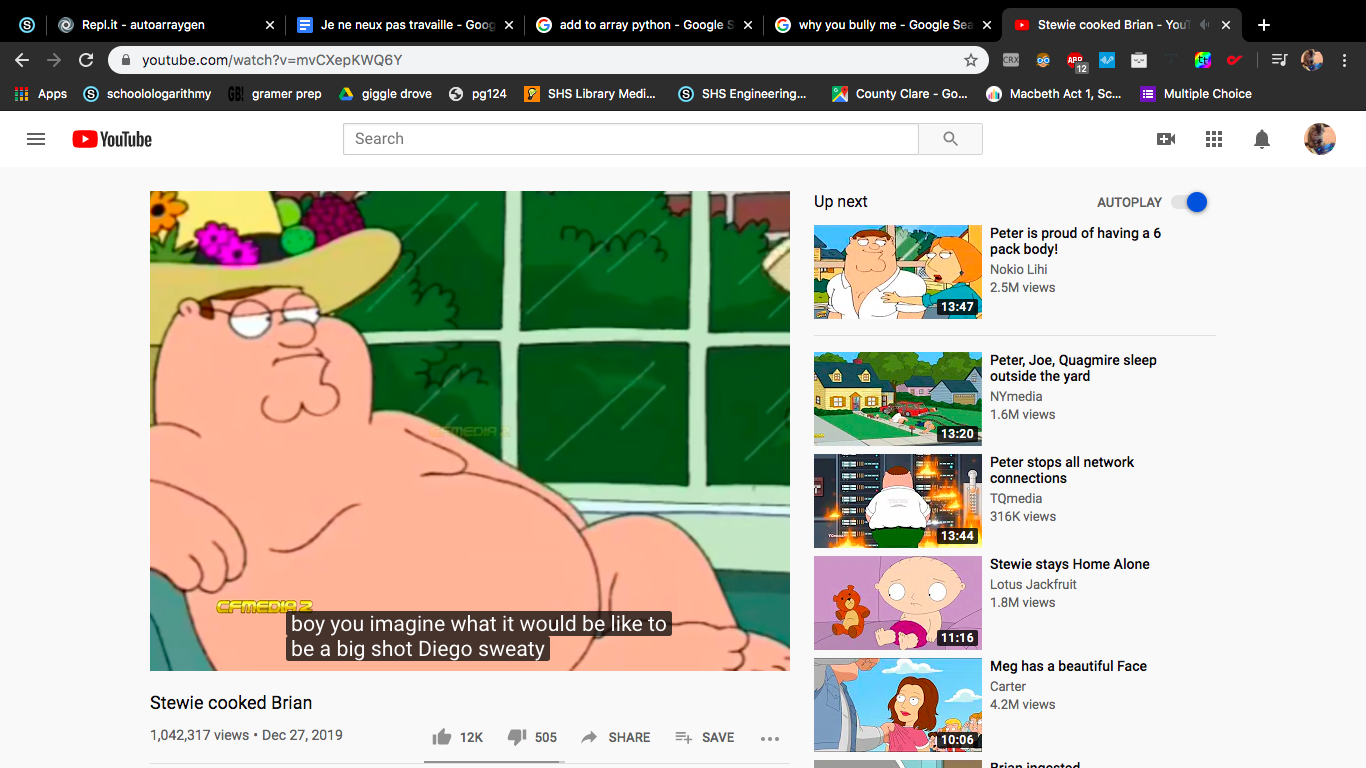 Repl.it - autoarraygen
Je ne neux pas travaille - Goog
add to array python - Google S
why you bully me - Google Sea
Stewie cooked Brian - YouT
youtube.com/watch?v=mvCXepKWQ6Y
CRX
ABP
12
Apps
schoolologarithmy
GB!
gramer prep
giggle drove
pg124
SHS Library Medi...
SHS Engineering...
County Clare - Go...
Macbeth Act 1, Sc...
Multiple Choice
YouTube
Search
CFMEDIA 2
CFMEDIA 2
boy you imagine what it would be like to
be a big shot Diego sweaty
Stewie cooked Brian
1,042,317 views • Dec 27, 2019
12K
505
SHARE
SAVE
Up next
AUTOPLAY
13:47
Peter is proud of having a 6
pack body!
Nokio Lihi
2.5M views
13:20
Peter, Joe, Quagmire sleep
outside the yard
NYmedia
1.6M views
13:44
Peter stops all network
connections
TQmedia
316K views
11:16
Stewie stays Home Alone
Lotus Jackfruit
1.8M views
10:06
Meg has a beautiful Face
Carter
4.2M views
Brian ingested